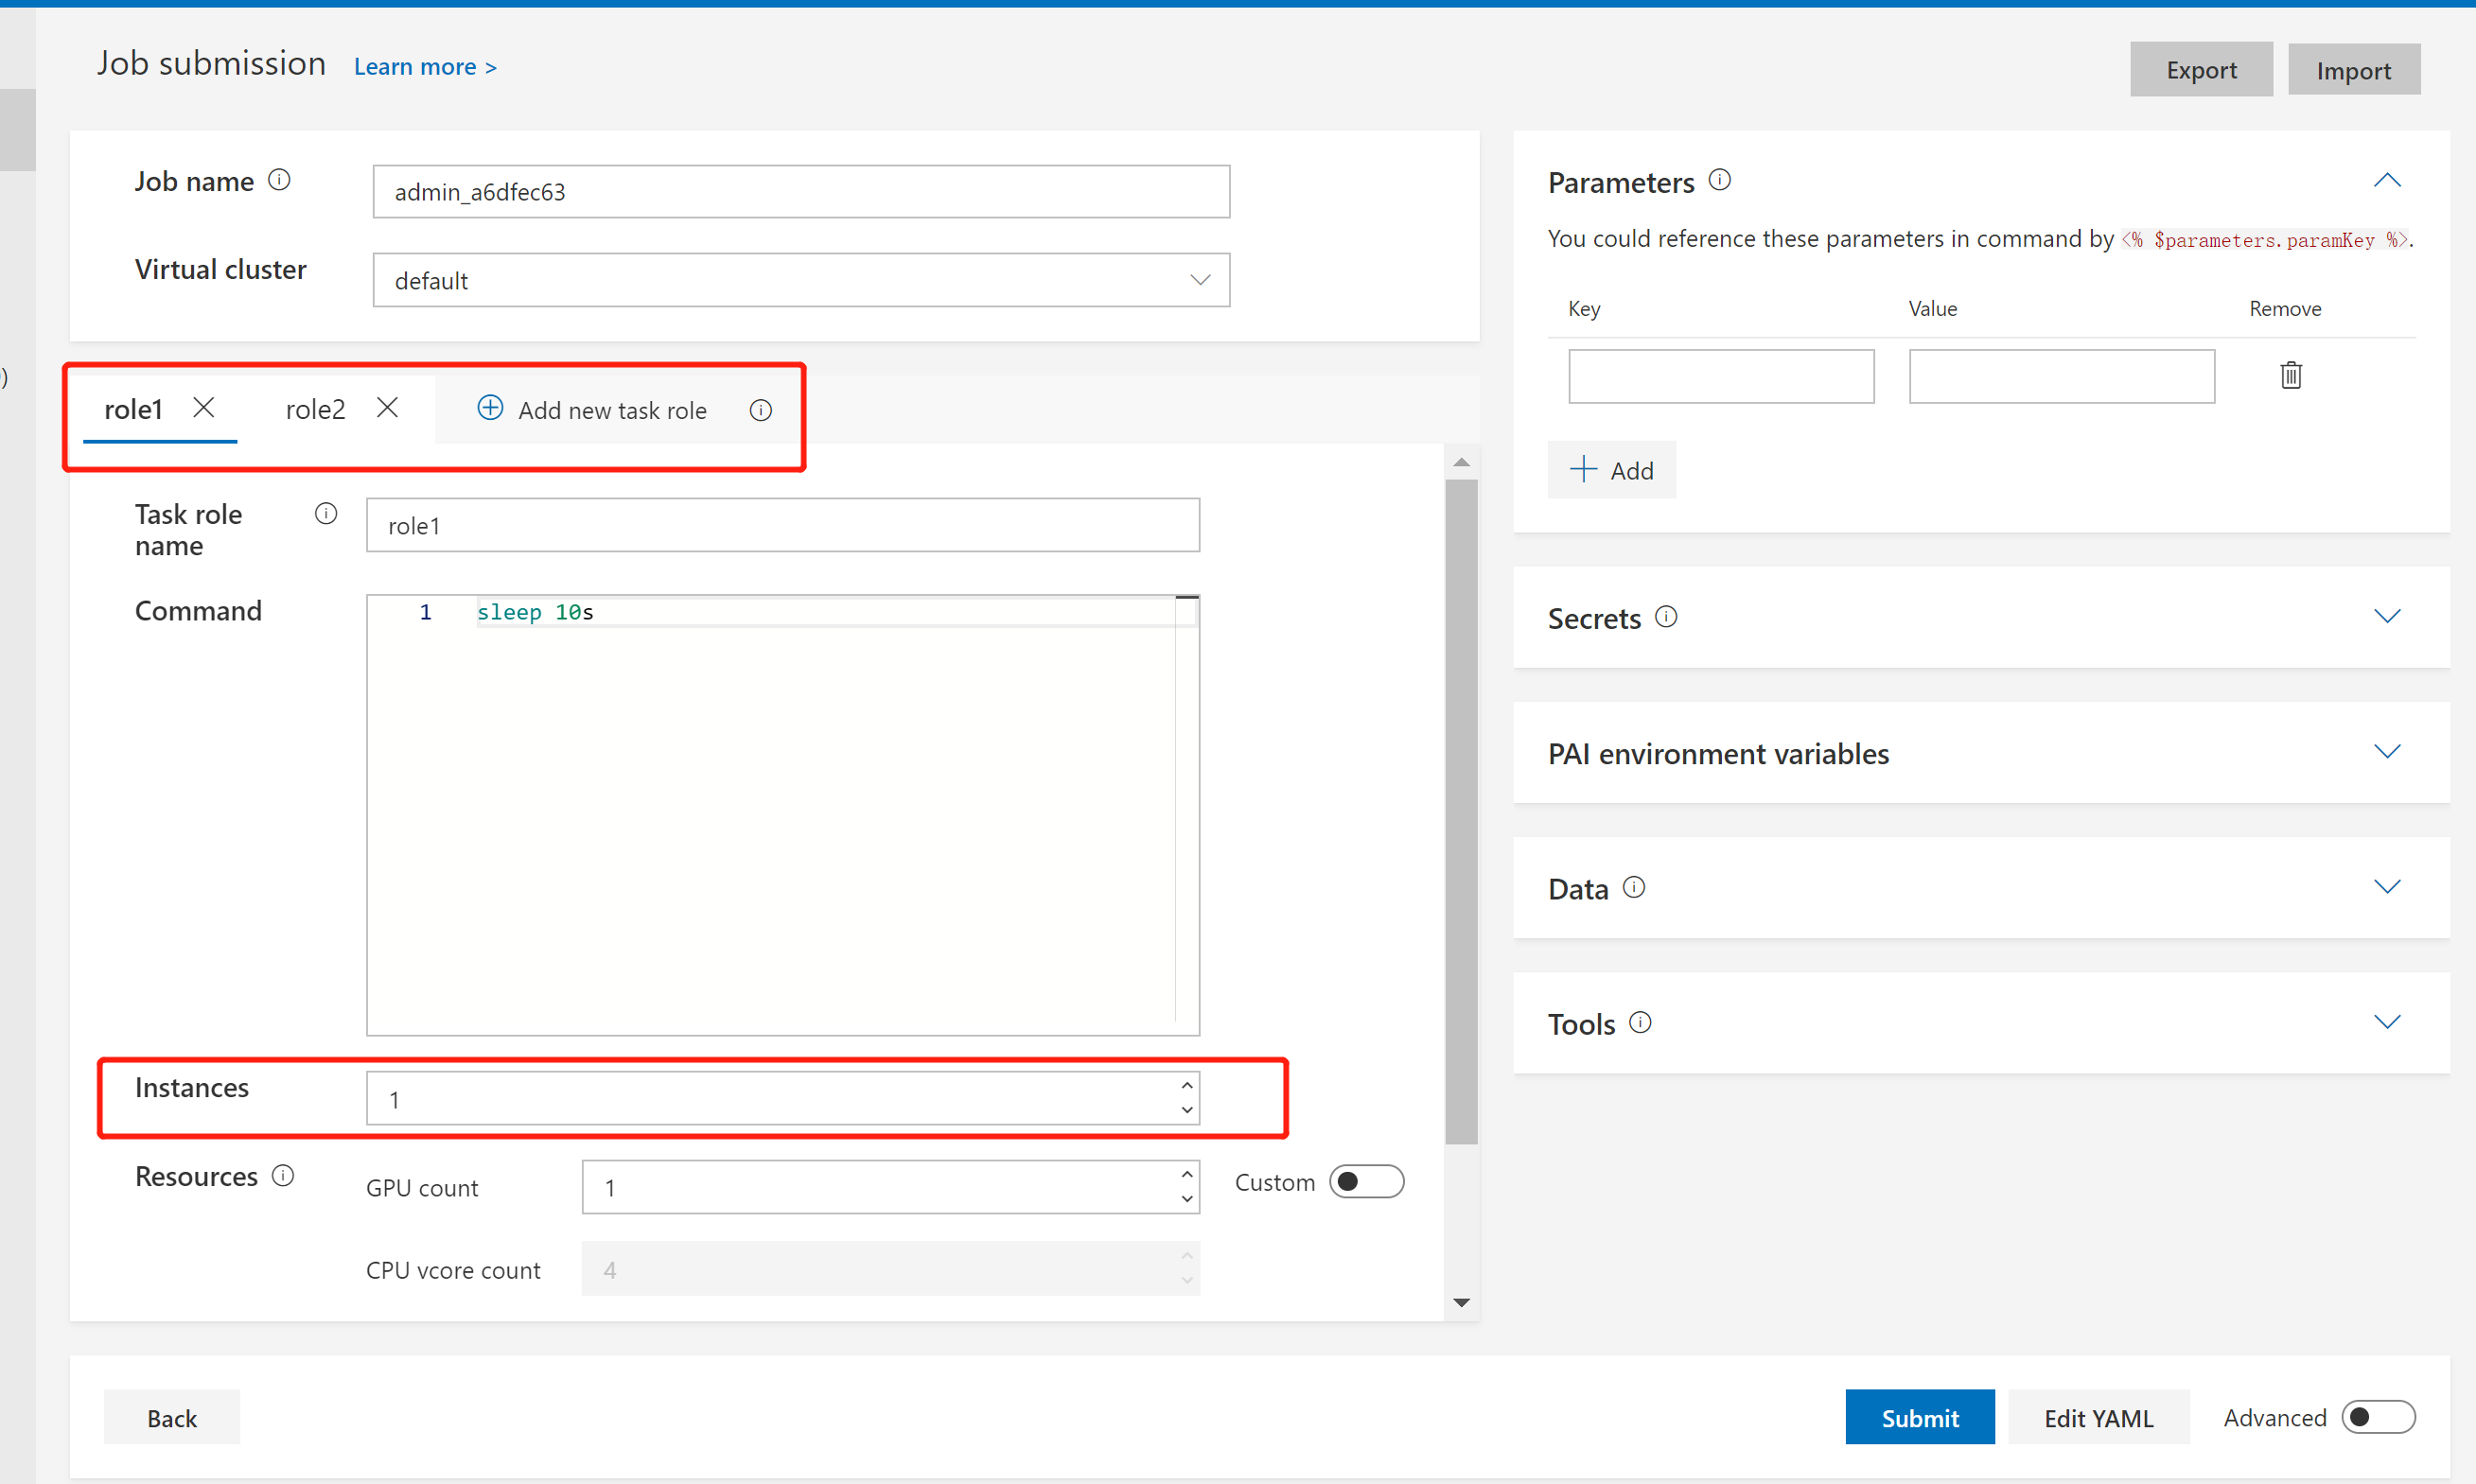 Job submission Learn more >
Export Import
Job name
admin_a6dfec63
Virtual cluster
default
role1 role2 Add new task role
Task role
name
role1
Command
1 sleep 10s
Instances
1
Resources
GPU count
1
Custom
CPU vcore count
4
Parameters
You could reference these parameters in command by <% $parameters.paramKey %>.
Key Value Remove
Add
Secrets
PAI environment variables
Data
Tools
Back
Submit Edit YAML Advanced
)